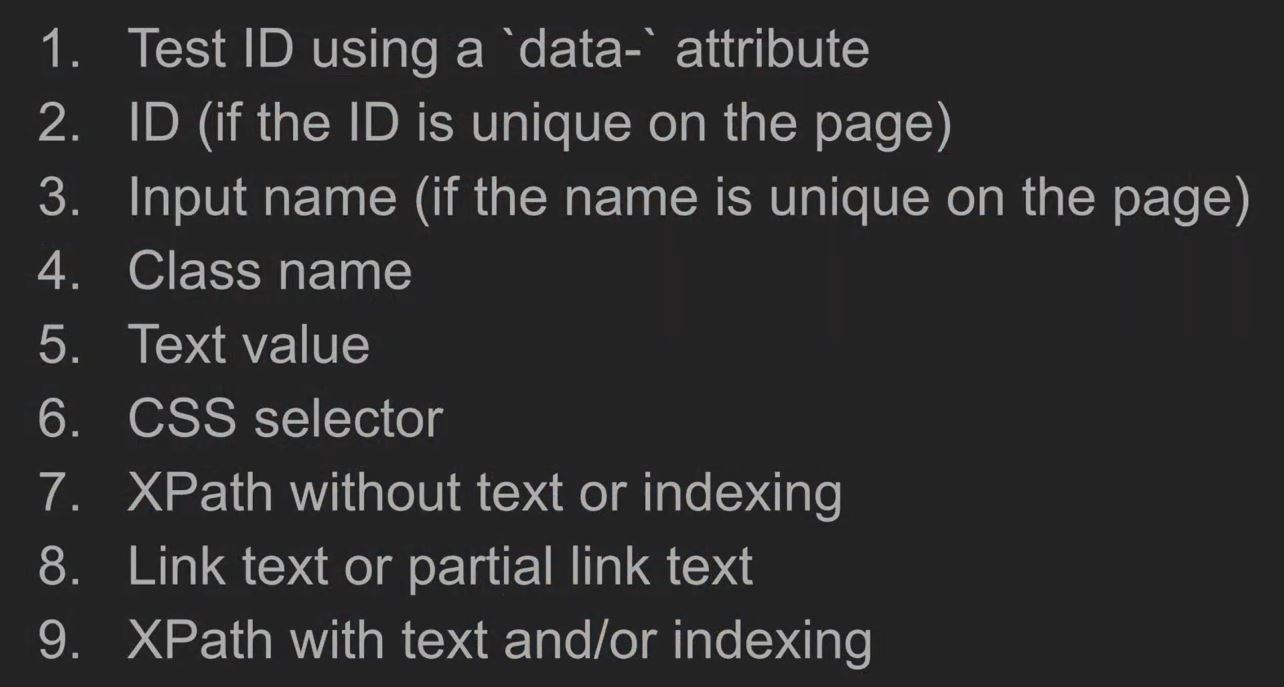 1. Test ID using a `data-` attribute
2. ID (if the ID is unique on the page)
3. Input name (if the name is unique on the page)
4. Class name
5. Text value
6. CSS selector
7. XPath without text or indexing
8. Link text or partial link text
9. XPath with text and/or indexing